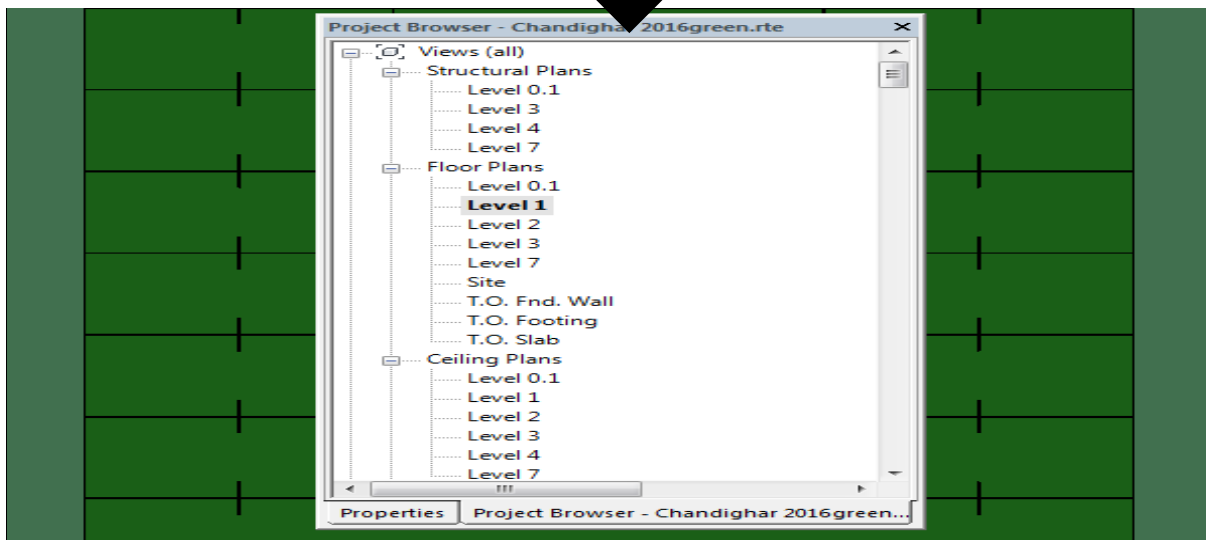 Project Browser - Chandighar 2016green.rte
Views (all)
Structural Plans
Level 0.1
Level 3
Level 4
Level 7
Floor Plans
Level 0.1
Level 1
Level 2
Level 3
Level 7
Site
T.O. Fnd. Wall
T.O. Footing
T.O. Slab
Ceiling Plans
Level 0.1
Level 1
Level 2
Level 3
Level 4
Level 7
Properties Project Browser - Chandighar 2016green...